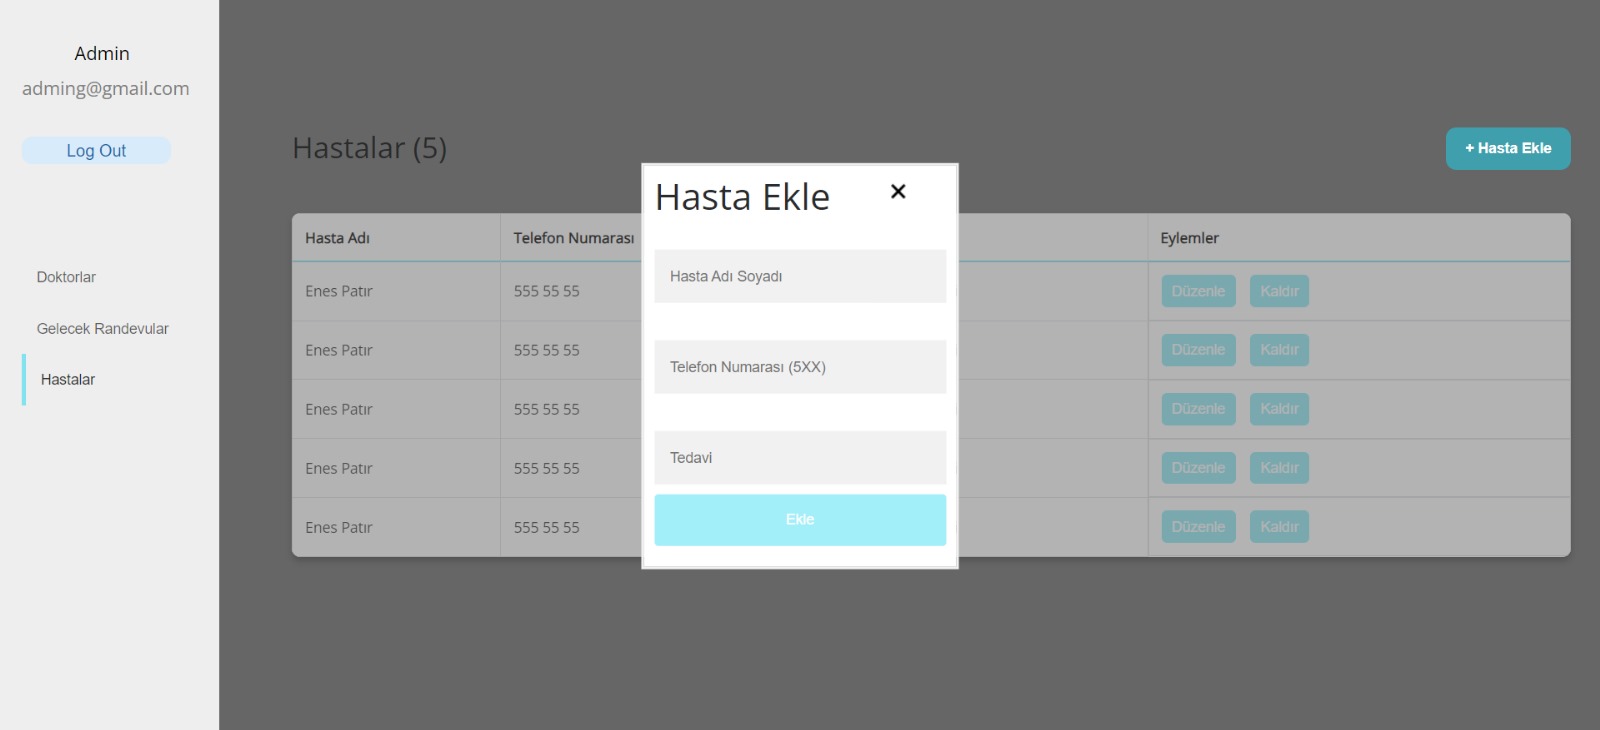 Admin
adming@gmail.com
Log Out
Doktorlar
Gelecek Randevular
Hastalar
Hastalar (5)
+ Hasta Ekle
Hasta Adı Telefon Numarası Eylemler
Enes Patır 555 55 55 Düzenle Kaldır
Enes Patır 555 55 55 Düzenle Kaldır
Enes Patır 555 55 55 Düzenle Kaldır
Enes Patır 555 55 55 Düzenle Kaldır
Enes Patır 555 55 55 Düzenle Kaldır
Hasta Ekle ×
Hasta Adı Soyadı
Telefon Numarası (5XX)
Tedavi
Ekle